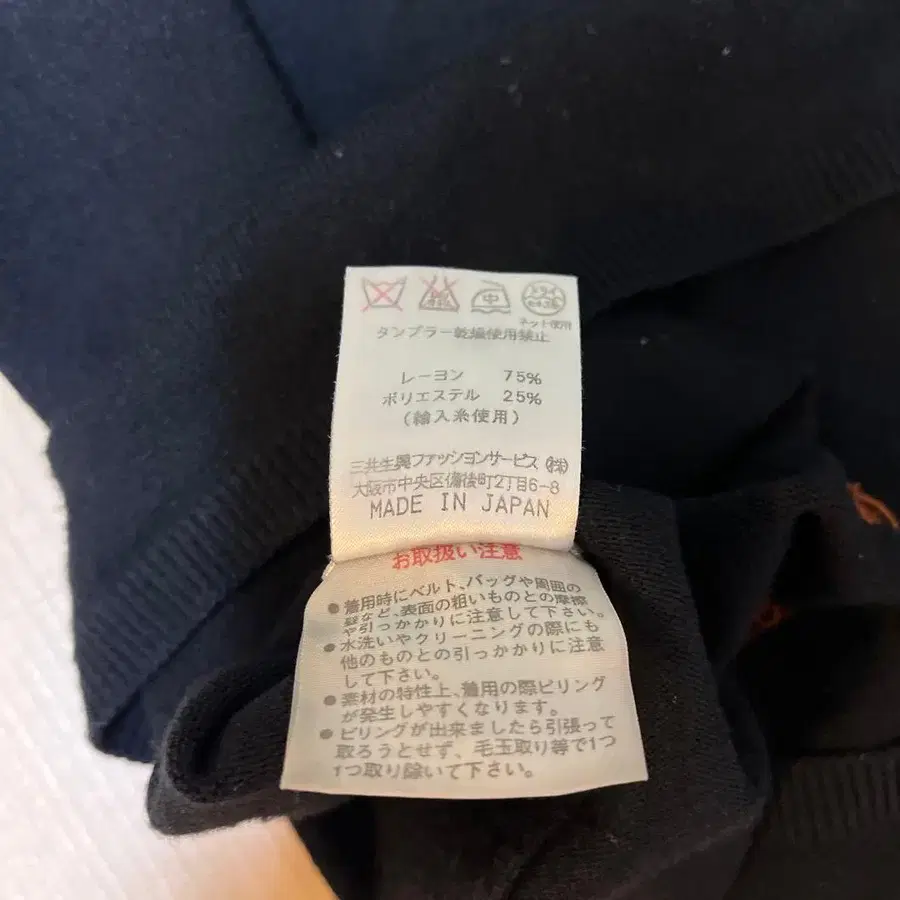 中
ドライ
セキユ系
ネット使用
タンブラー乾燥使用禁止
レーヨン 75%
ポリエステル 25%
(輸入糸使用)
三共生興ファッションサービス(株)
大阪市中央区備後町2丁目6-8
MADE IN JAPAN
お取扱い注意
●着用時にベルト、バッグや周囲の
壁など、表面の粗いものとの摩擦
や引っかかりに注意して下さい。
●水洗いやクリーニングの際にも
他のものとの引っかかりに注意
して下さい。
●素材の特性上、着用の際ピリング
が発生しやすくなります。
●ピリングが出来ましたら引張って
取ろうとせず、毛玉取り等で1つ
1つ取り除いて下さい。